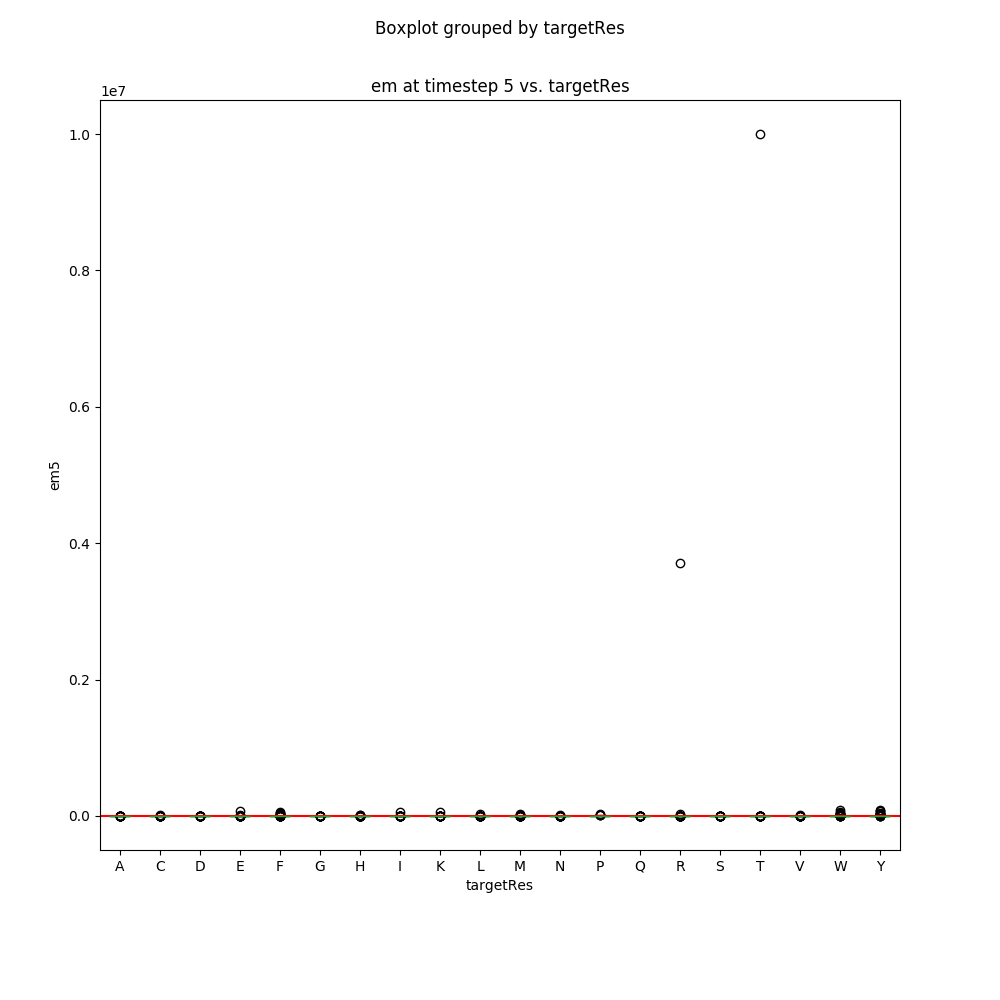 Boxplot grouped by targetRes
em at timestep 5 vs. targetRes
1e7
1.0
0.8
0.6
0.4
0.2
0.0
em5
A C D E F G H I K L M N P Q R S T V W Y
targetRes